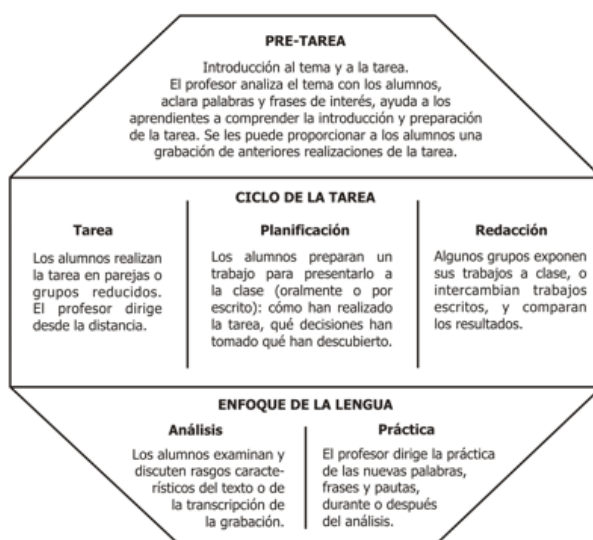 PRE-TAREA
Introducción al tema y a la tarea.
El profesor analiza el tema con los alumnos,
aclara palabras y frases de interés, ayuda a los
aprendientes a comprender la introducción y preparación
de la tarea. Se les puede proporcionar a los alumnos una
grabación de anteriores realizaciones de la tarea.
CICLO DE LA TAREA
Tarea
Los alumnos realizan
la tarea en parejas o
grupos reducidos.
El profesor dirige
desde la distancia.
Planificación
Los alumnos preparan un
trabajo para presentarlo a
la clase (oralmente o por
escrito): cómo han realizado
la tarea, qué decisiones han
tomado qué han descubierto.
Redacción
Algunos grupos exponen
sus trabajos a clase, o
intercambian trabajos
escritos, y comparan
los resultados.
ENFOQUE DE LA LENGUA
Análisis
Los alumnos examinan y
discuten rasgos caracte-
rísticos del texto o de
la transcripción de
la grabación.
Práctica
El profesor dirige la práctica
de las nuevas palabras,
frases y pautas,
durante o después
del análisis.